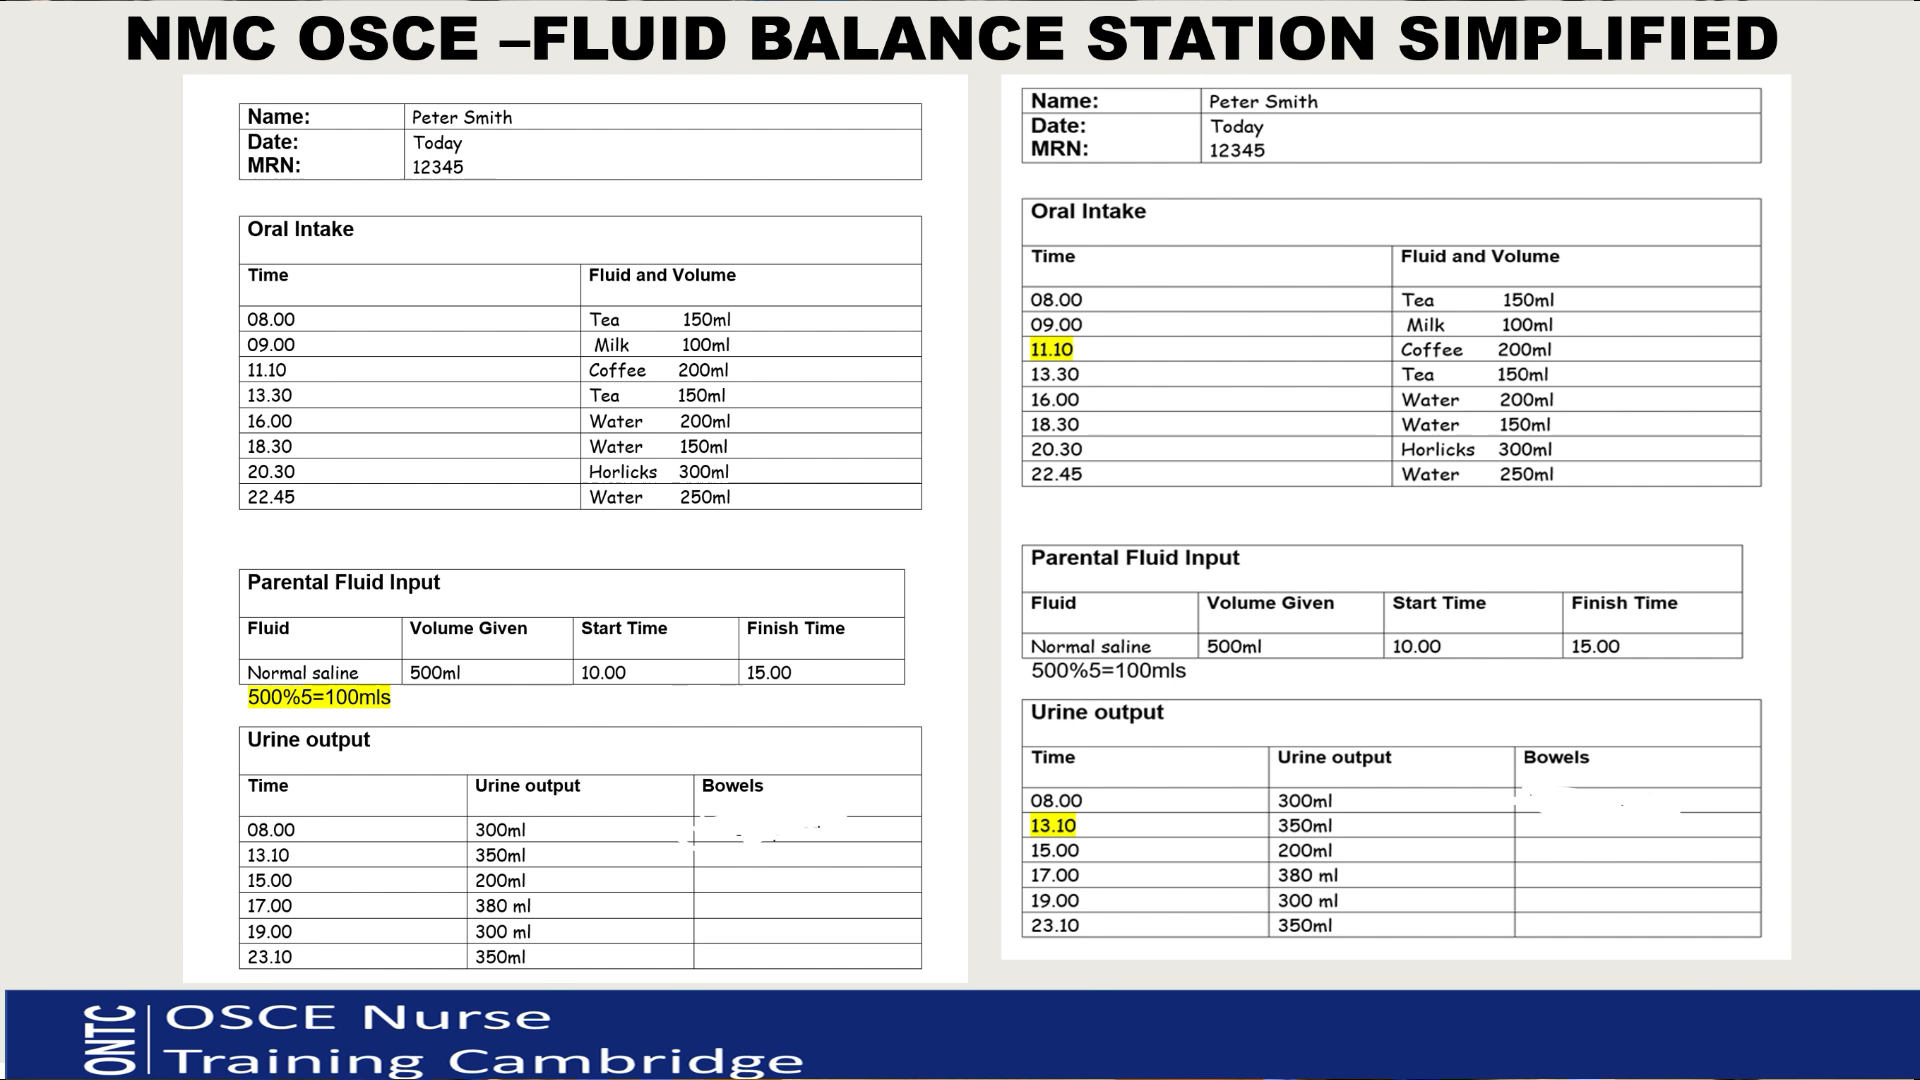 NMC OSCE –FLUID BALANCE STATION SIMPLIFIED
Name: Peter Smith
Date: Today
MRN: 12345
Oral Intake
Time Fluid and Volume
08.00 Tea 150ml
09.00 Milk 100ml
11.10 Coffee 200ml
13.30 Tea 150ml
16.00 Water 200ml
18.30 Water 150ml
20.30 Horlicks 300ml
22.45 Water 250ml
Parental Fluid Input
Fluid Volume Given Start Time Finish Time
Normal saline 500ml 10.00 15.00
500%5=100mls
Urine output
Time Urine output Bowels
08.00 300ml
13.10 350ml
15.00 200ml
17.00 380 ml
19.00 300 ml
23.10 350ml
Name: Peter Smith
Date: Today
MRN: 12345
Oral Intake
Time Fluid and Volume
08.00 Tea 150ml
09.00 Milk 100ml
11.10 Coffee 200ml
13.30 Tea 150ml
16.00 Water 200ml
18.30 Water 150ml
20.30 Horlicks 300ml
22.45 Water 250ml
Parental Fluid Input
Fluid Volume Given Start Time Finish Time
Normal saline 500ml 10.00 15.00
500%5=100mls
Urine output
Time Urine output Bowels
08.00 300ml
13.10 350ml
15.00 200ml
17.00 380 ml
19.00 300 ml
23.10 350ml
ONTC
OSCE Nurse
Training Cambridge